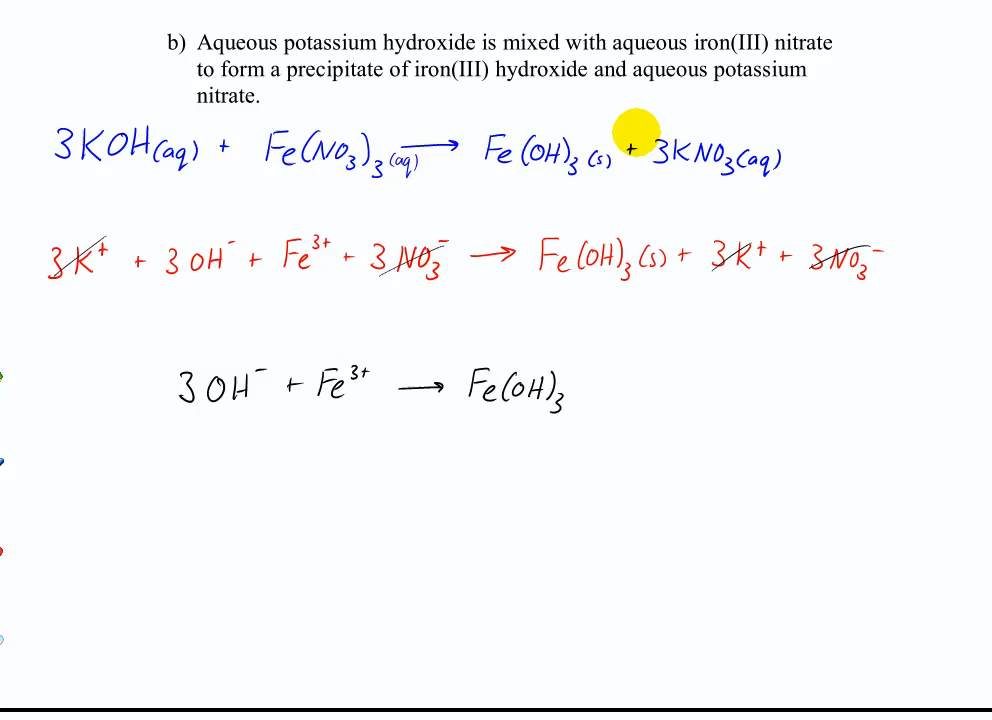 b) Aqueous potassium hydroxide is mixed with aqueous iron(III) nitrate
to form a precipitate of iron(III) hydroxide and aqueous potassium
nitrate.
3KOH(aq) + Fe(NO₃)₃(aq) ⟶ Fe(OH)₃(s) + 3KNO₃(aq)
3K⁺ + 3OH⁻ + Fe³⁺ + 3NO₃⁻ ⟶ Fe(OH)₃(s) + 3K⁺ + 3NO₃⁻
3OH⁻ + Fe³⁺ ⟶ Fe(OH)₃